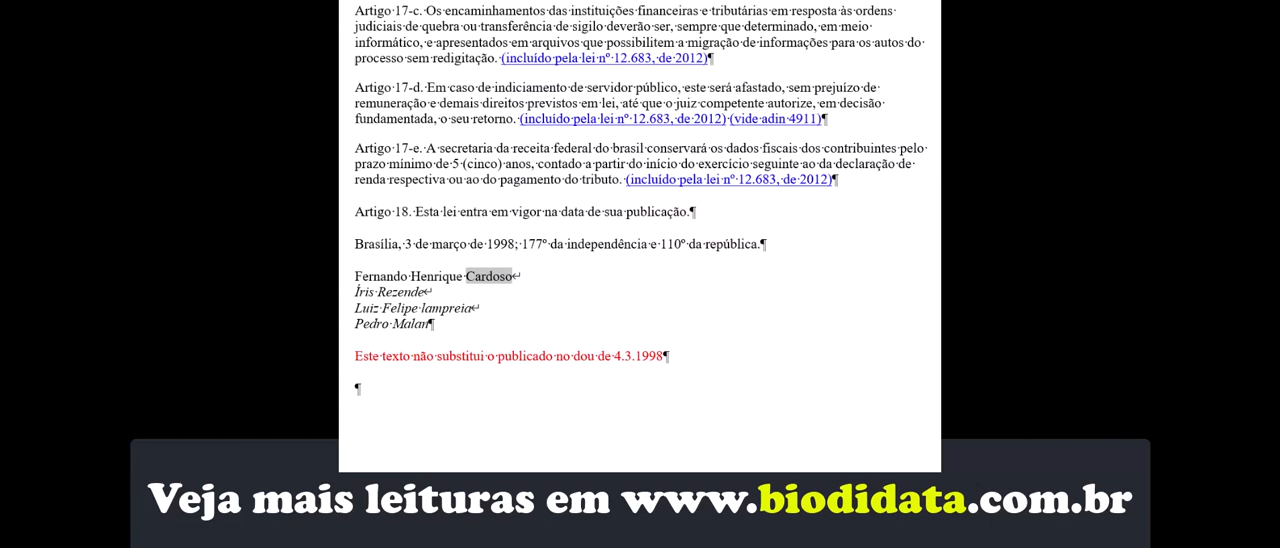 Artigo 17-c. Os encaminhamentos das instituições financeiras e tributárias em resposta às ordens
judiciais de quebra ou transferência de sigilo deverão ser, sempre que determinado, em meio
informático, e apresentados em arquivos que possibilitem a migração de informações para os autos do
processo sem redigitação. (incluído pela lei nº 12.683, de 2012)¶
Artigo 17-d. Em caso de indiciamento de servidor público, este será afastado, sem prejuízo de
remuneração e demais direitos previstos em lei, até que o juiz competente autorize, em decisão
fundamentada, o seu retorno. (incluído pela lei nº 12.683, de 2012) (vide adin 4911)¶
Artigo 17-e. A secretaria da receita federal do brasil conservará os dados fiscais dos contribuintes pelo
prazo mínimo de 5 (cinco) anos, contado a partir do início do exercício seguinte ao da declaração de
renda respectiva ou ao do pagamento do tributo. (incluído pela lei nº 12.683, de 2012)¶
Artigo 18. Esta lei entra em vigor na data de sua publicação.¶
Brasília, 3 de março de 1998; 177º da independência e 110º da república.¶
Fernando Henrique Cardoso↵
Íris Rezende↵
Luiz Felipe lampreia↵
Pedro Malan¶
Este texto não substitui o publicado no dou de 4.3.1998¶
¶
Veja mais leituras em www.biodidata.com.br